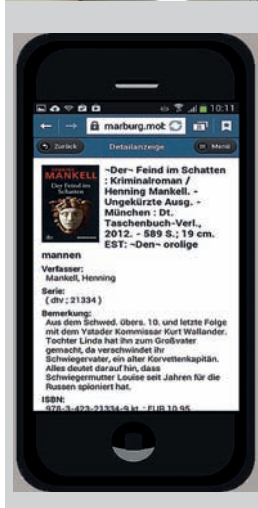 10:11
marburg.mob
Zurück
Detailanzeige
Menü
HENNING
MANKELL
Der Feind im
Schatten
¬Der¬ Feind im Schatten
: Kriminalroman /
Henning Mankell. -
Ungekürzte Ausg. -
München : Dt.
Taschenbuch-Verl.,
2012. - 589 S.; 19 cm.
EST: ¬Den¬ orolige
mannen
Verfasser:
Mankell, Henning
Serie:
( dtv ; 21334 )
Bemerkung:
Aus dem Schwed. übers. 10. und letzte Folge
mit dem Ystader Kommissar Kurt Wallander.
Tochter Linda hat ihn zum Großvater
gemacht, da verschwindet ihr
Schwiegervater, ein alter Korvettenkapitän.
Alles deutet darauf hin, dass
Schwiegermutter Louise seit Jahren für die
Russen spioniert hat.
ISBN:
978-3-423-21334-9 kt. : EUR 10.95